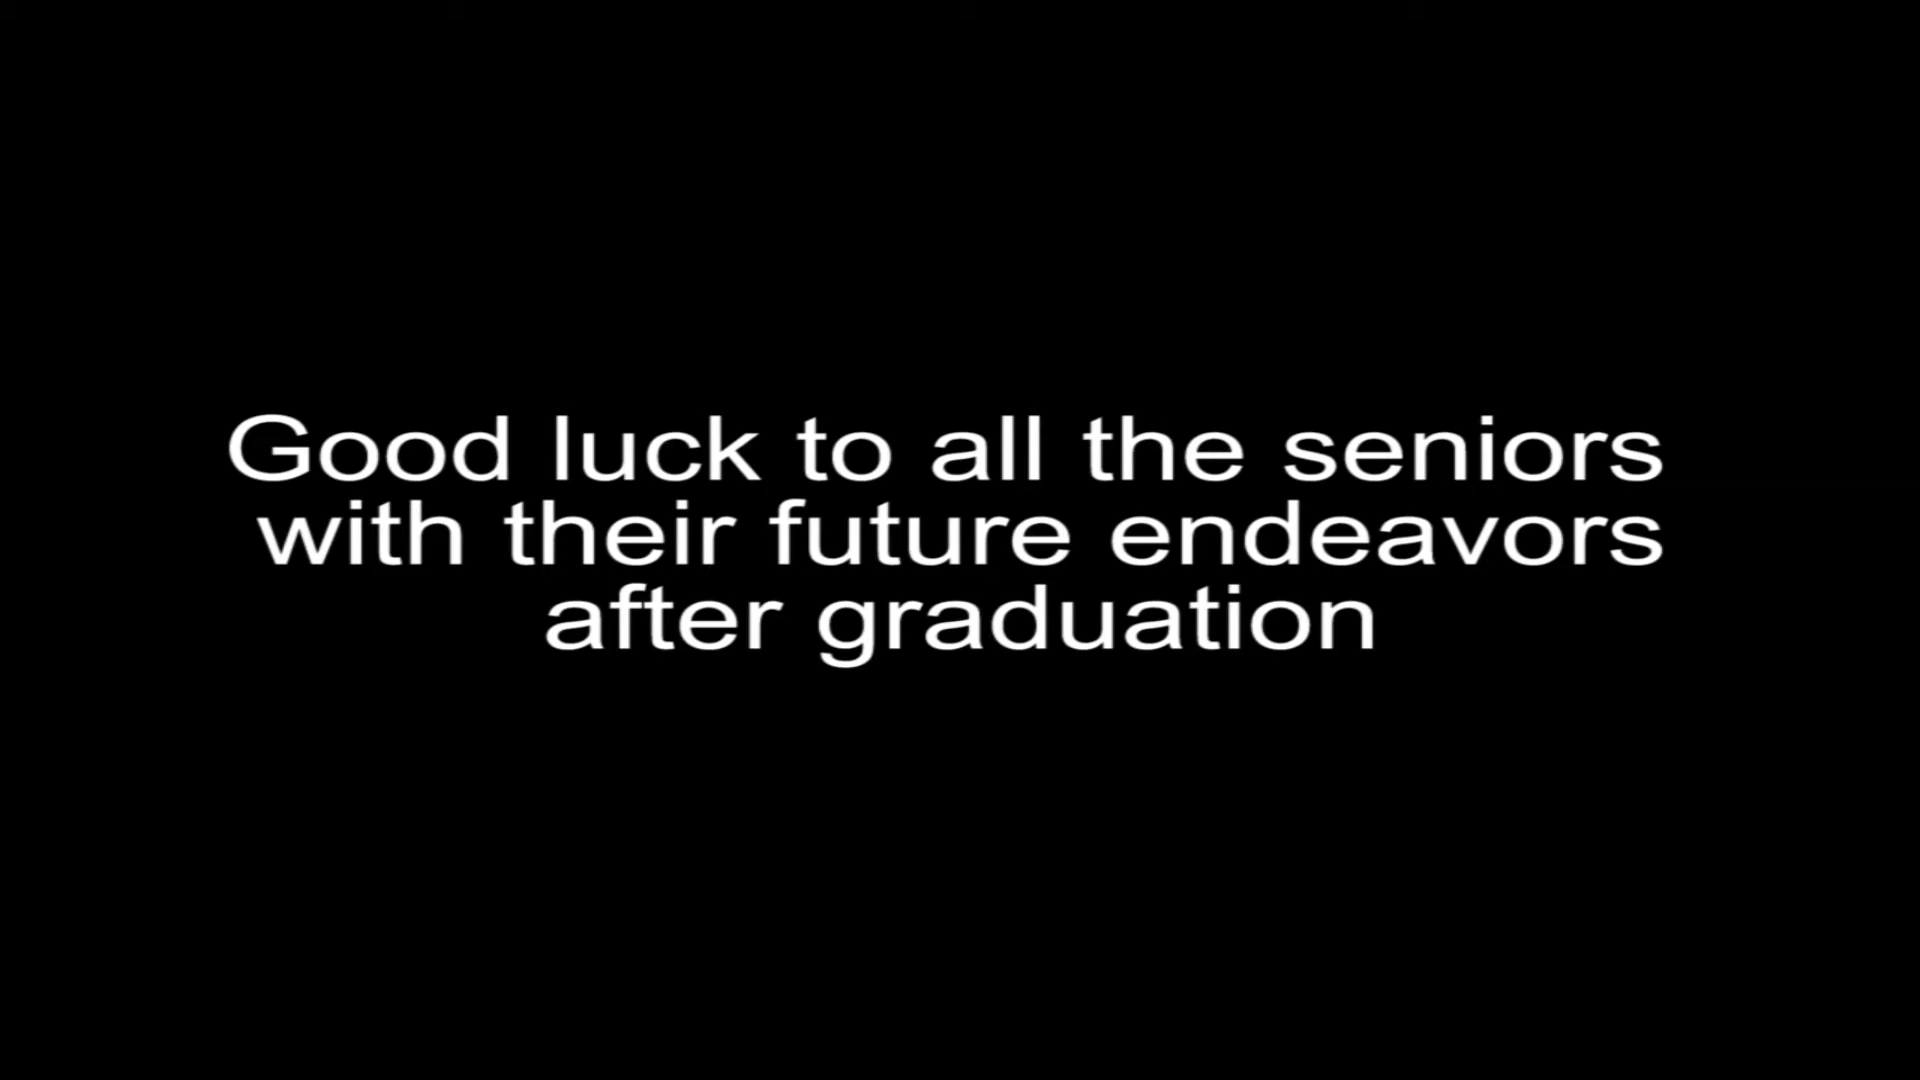 Good luck to all the seniors
with their future endeavors
after graduation